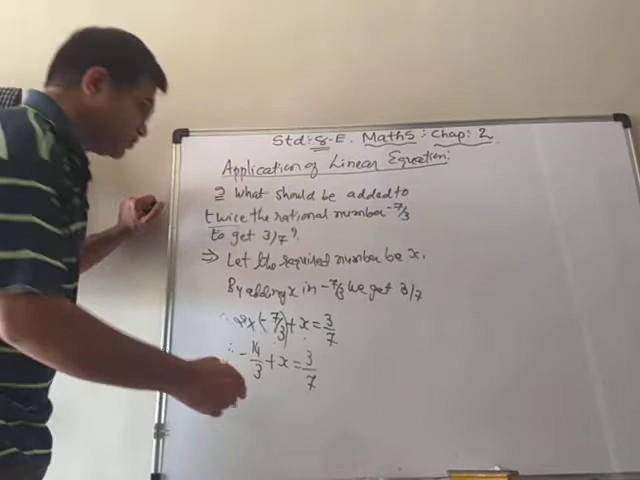 Std: 8-E. Maths: Chap: 2
Application of Linear Equation:
2 What should be added to
twice the rational number -7/3
to get 3/7?
⇒ Let the required number be x.
By adding x in -7/3 we get 3/7
∴ 2x(-7/3)+x=3/7
∴ -14/3+x=3/7